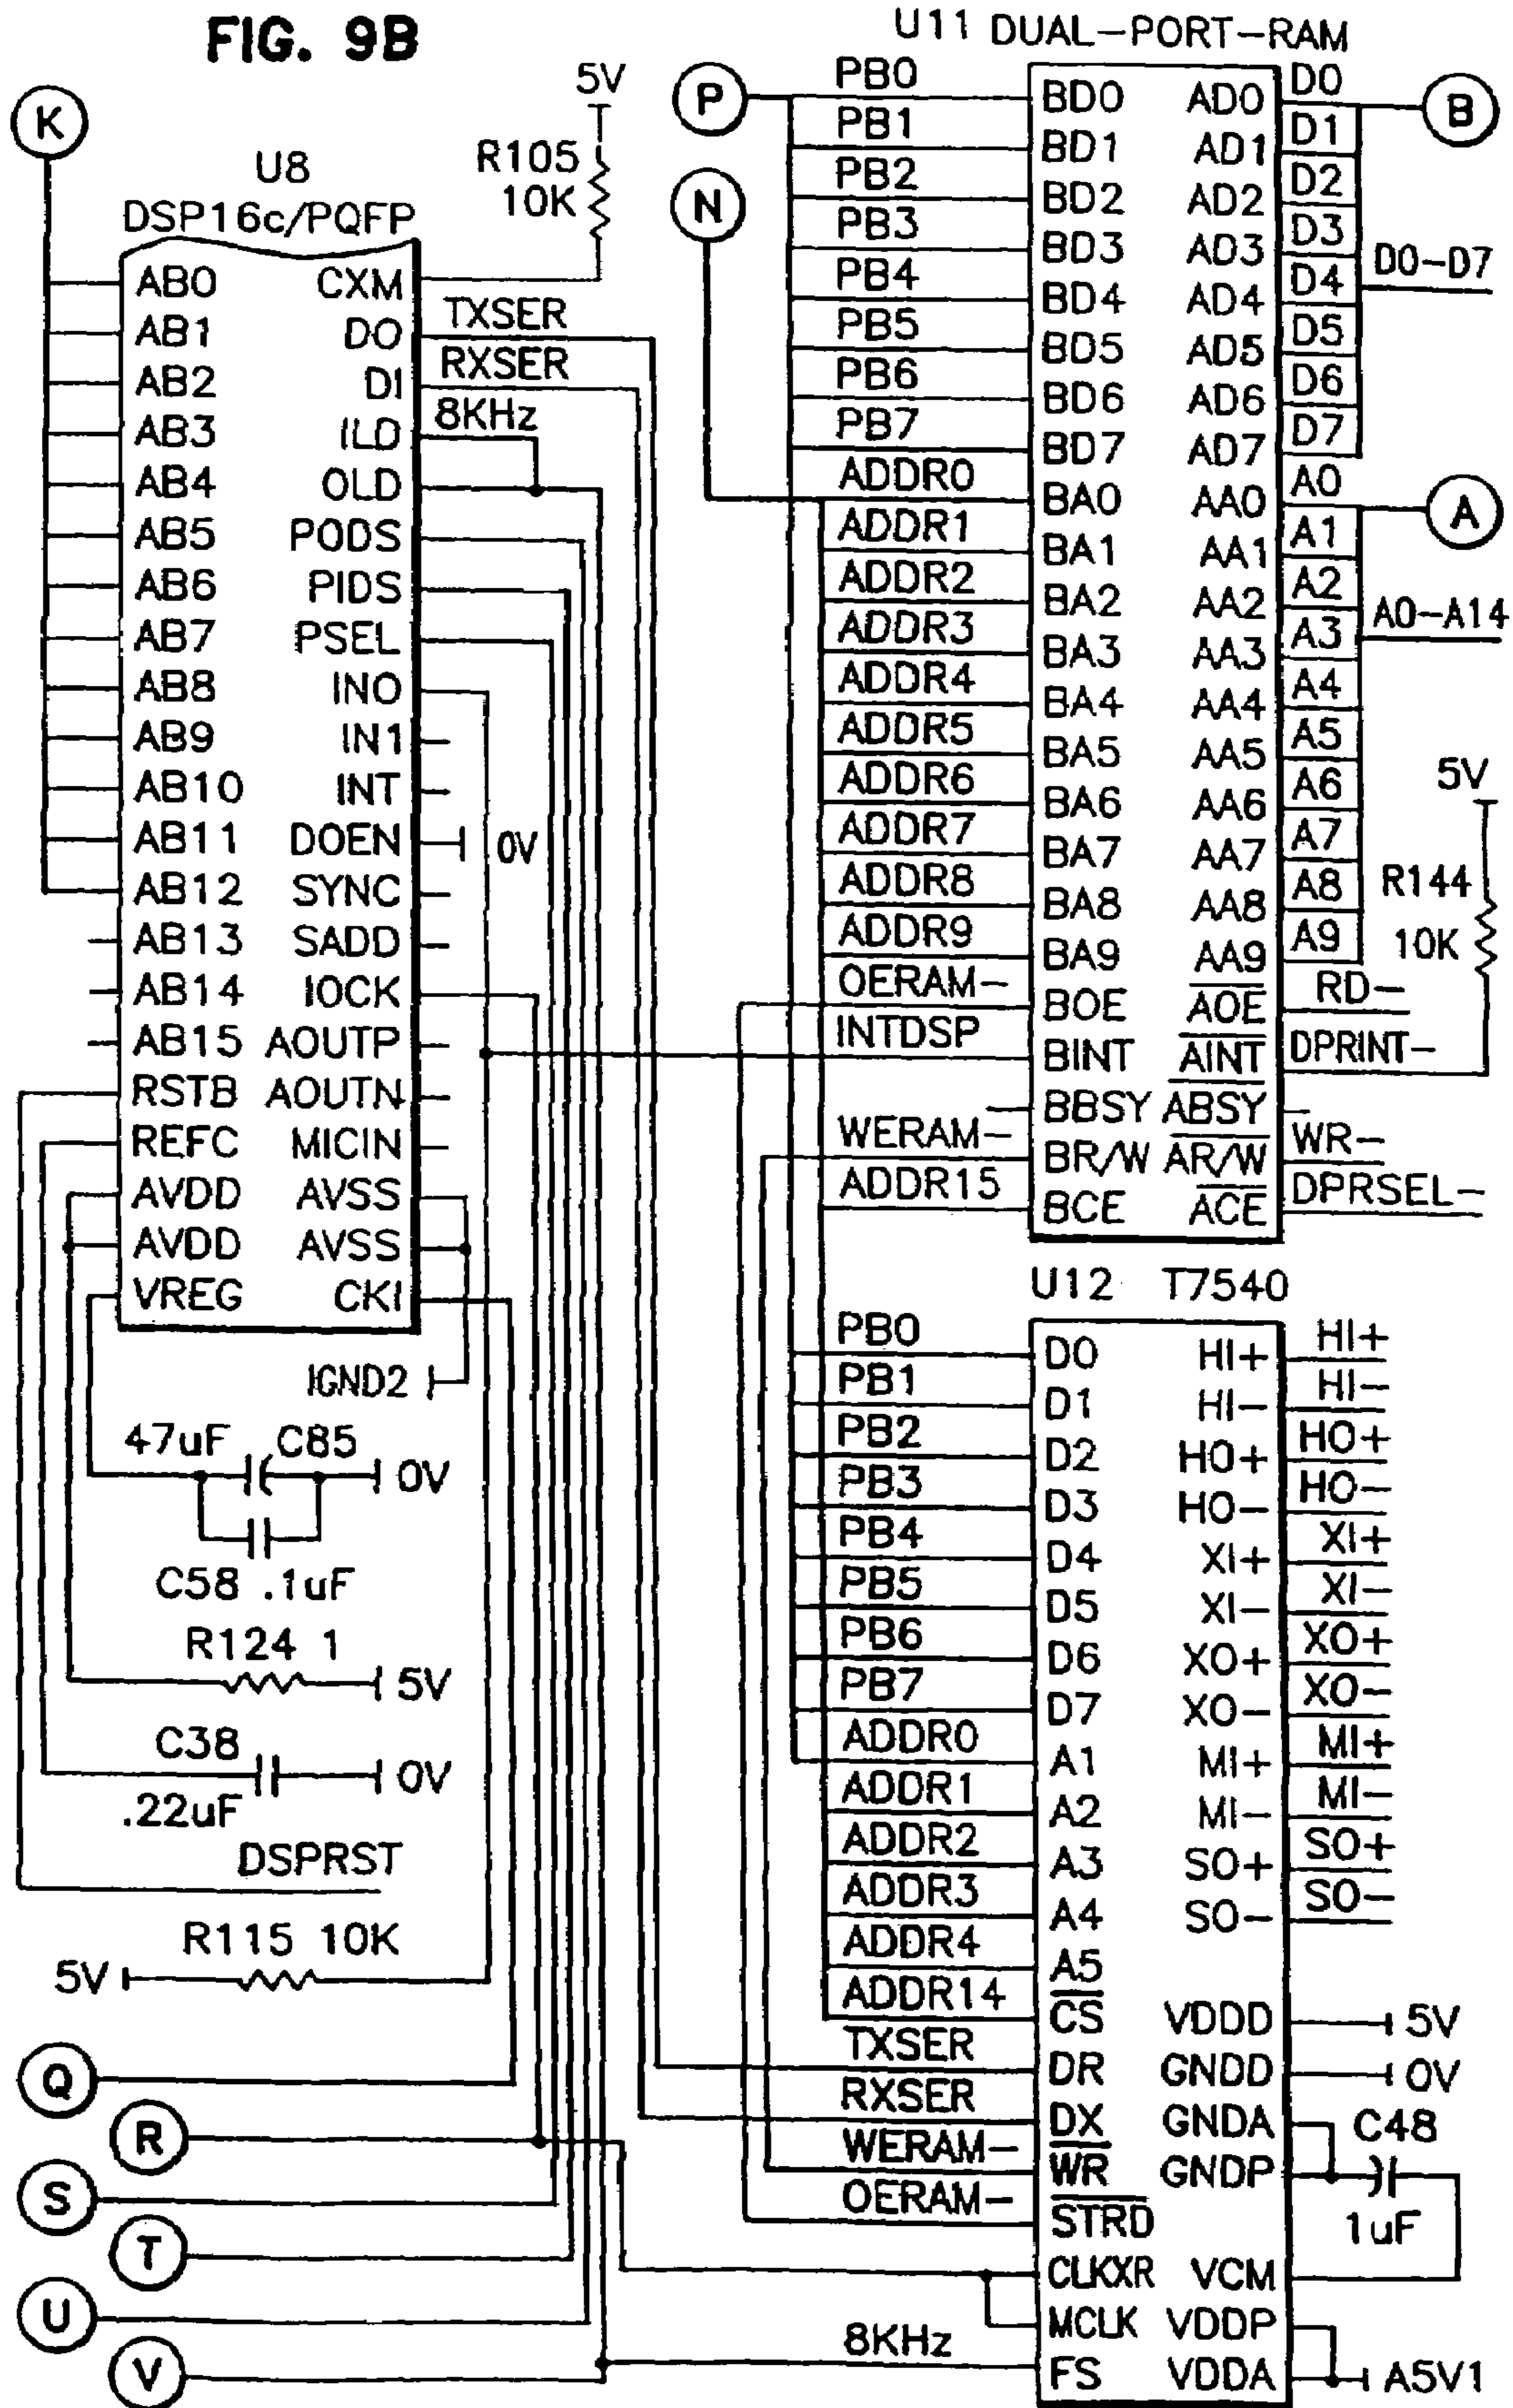 FIG. 9B
K
U8
DSP16c/PQFP
5V
R105
10K
AB0 CXM
AB1 DO TXSER
AB2 DI RXSER
AB3 ILD 8KHz
AB4 OLD
AB5 PODS
AB6 PIDS
AB7 PSEL
AB8 INO
AB9 IN1
AB10 INT
AB11 DOEN 0V
AB12 SYNC
AB13 SADD
AB14 IOCK
AB15 AOUTP
RSTB AOUTN
REFC MICIN
AVDD AVSS
AVDD AVSS
VREG CKI
IGND2
47uF C85
0V
C58 .1uF
R124 1
5V
C38
0V
.22uF
DSPRST
R115 10K
5V
Q
R
S
T
U
V
U11 DUAL-PORT-RAM
P
N
PB0 BD0 AD0 D0 B
PB1 BD1 AD1 D1
PB2 BD2 AD2 D2
PB3 BD3 AD3 D3
D0-D7
PB4 BD4 AD4 D4
PB5 BD5 AD5 D5
PB6 BD6 AD6 D6
PB7 BD7 AD7 D7
ADDR0 BA0 AA0 A0 A
ADDR1 BA1 AA1 A1
ADDR2 BA2 AA2 A2
A0-A14
ADDR3 BA3 AA3 A3
ADDR4 BA4 AA4 A4
ADDR5 BA5 AA5 A5
ADDR6 BA6 AA6 A6
ADDR7 BA7 AA7 A7
ADDR8 BA8 AA8 A8
ADDR9 BA9 AA9 A9
5V
R144
10K
OERAM- BOE AOE RD-
INTDSP BINT AINT DPRINT-
BBSY ABSY
WERAM- BR/W AR/W WR-
ADDR15 BCE ACE DPRSEL-
U12 T7540
PB0 D0 HI+ HI+
PB1 D1 HI- HI-
PB2 D2 HO+ HO+
PB3 D3 HO- HO-
PB4 D4 XI+ XI+
PB5 D5 XI- XI-
PB6 D6 XO+ XO+
PB7 D7 XO- XO-
ADDR0 A1 MI+ MI+
ADDR1 A2 MI- MI-
ADDR2 A3 SO+ SO+
ADDR3 A4 SO- SO-
ADDR4 A5
ADDR14 CS VDDD 5V
TXSER DR GNDD 0V
RXSER DX GNDA C48
WERAM- WR GNDP
OERAM- STRD 1uF
CLKXR VCM
MCLK VDDP
8KHz FS VDDA A5V1